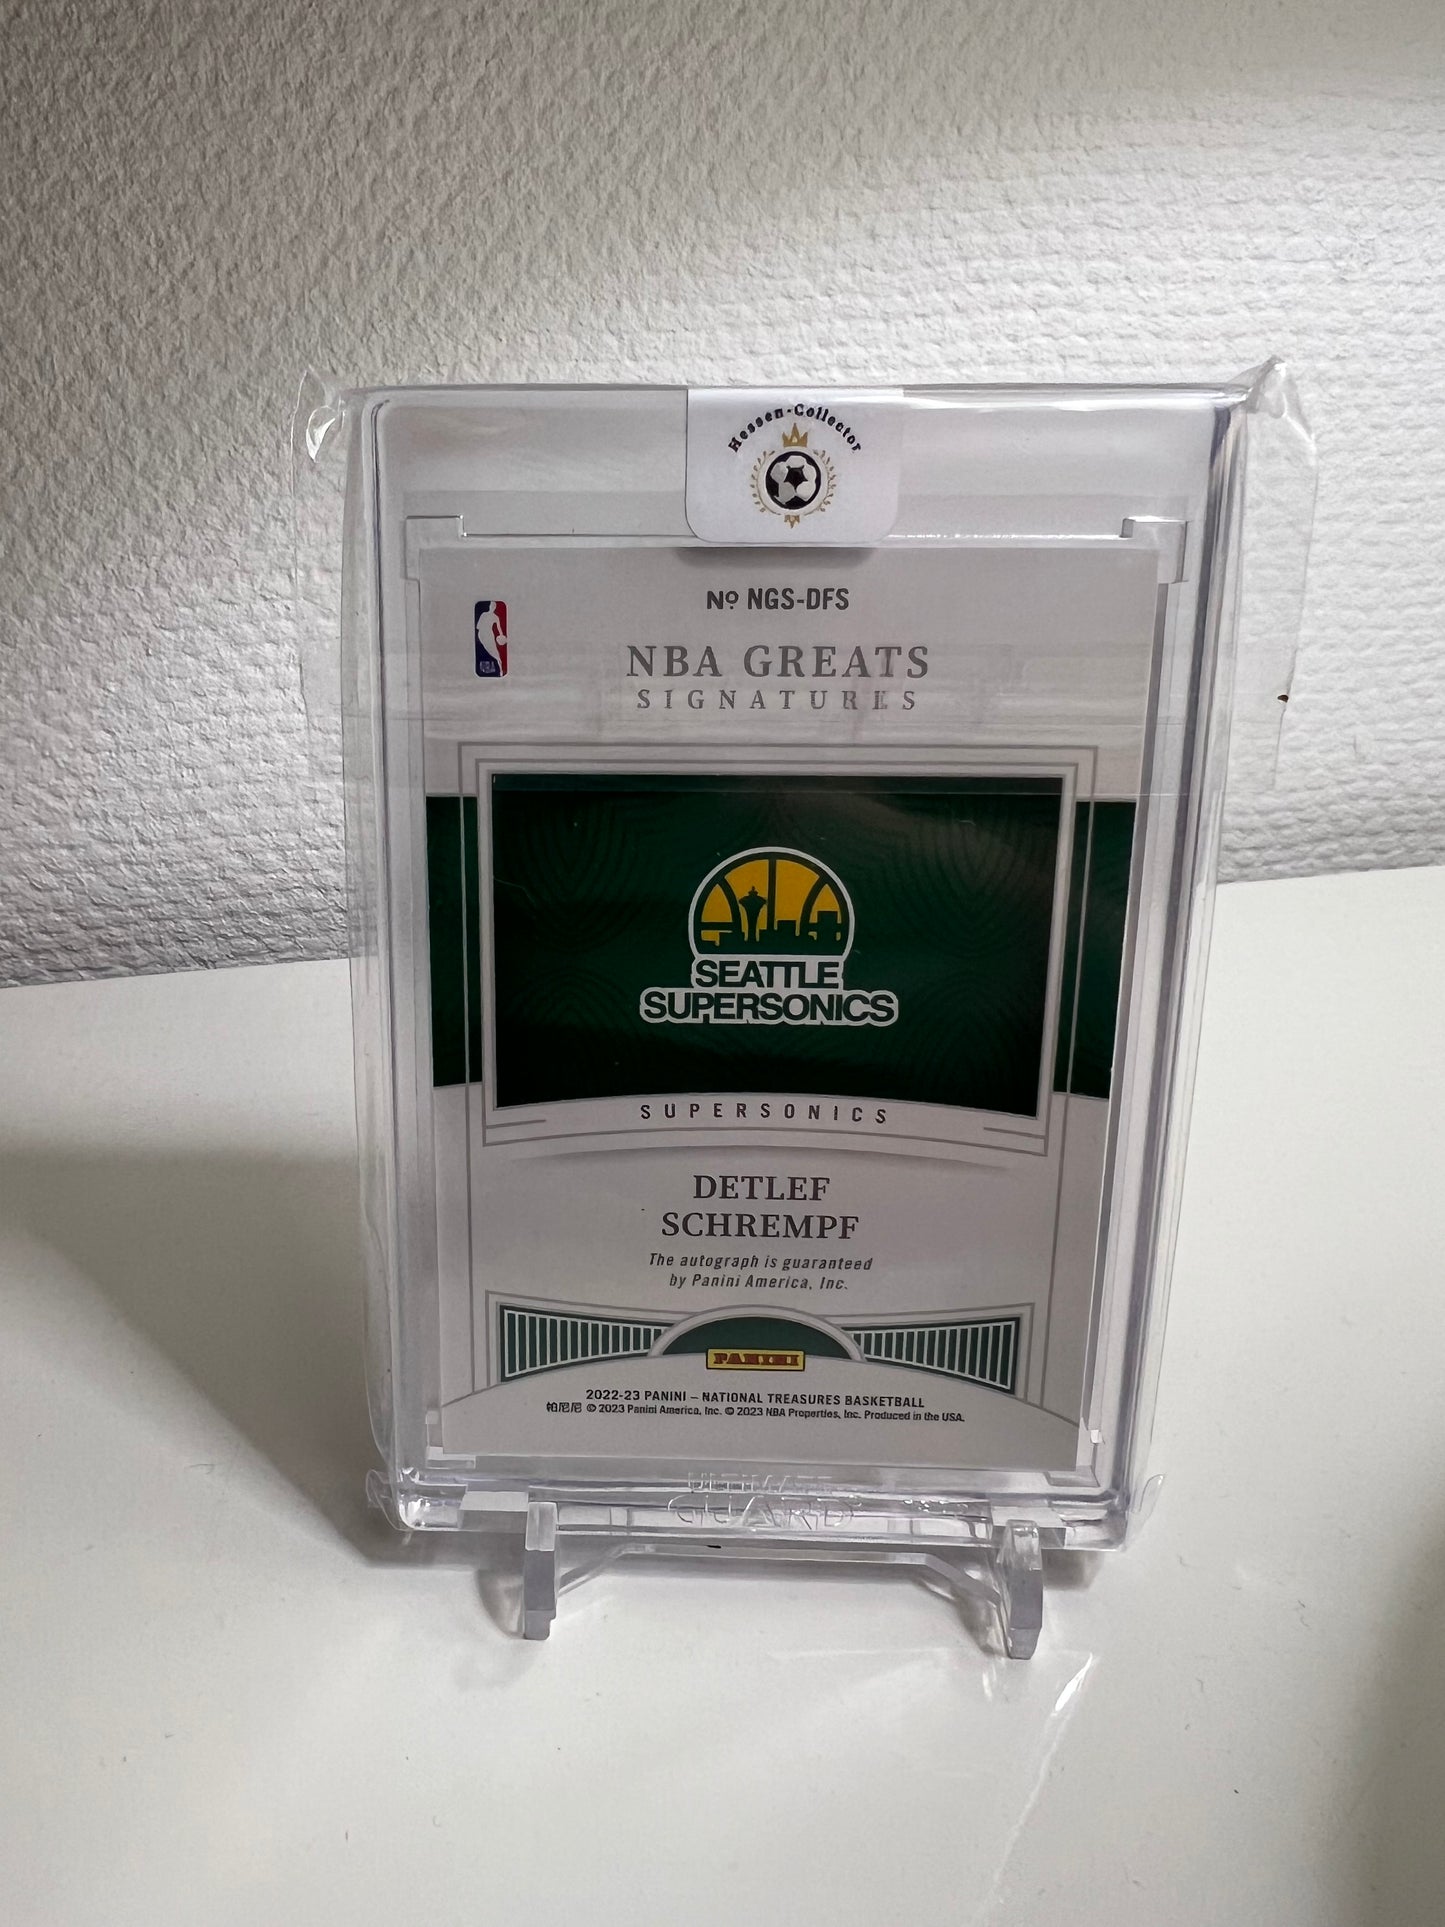 Hessen-Collector
Nº NGS-DFS
NBA
NBA GREATS
SIGNATURES
SEATTLE
SUPERSONICS
SUPERSONICS
DETLEF
SCHREMPF
The autograph is guaranteed
by Panini America, Inc.
PANINI
2022-23 PANINI – NATIONAL TREASURES BASKETBALL
帕尼尼 © 2023 Panini America, Inc. © 2023 NBA Properties, Inc. Produced in the USA.
ULTIMATE
GUARD